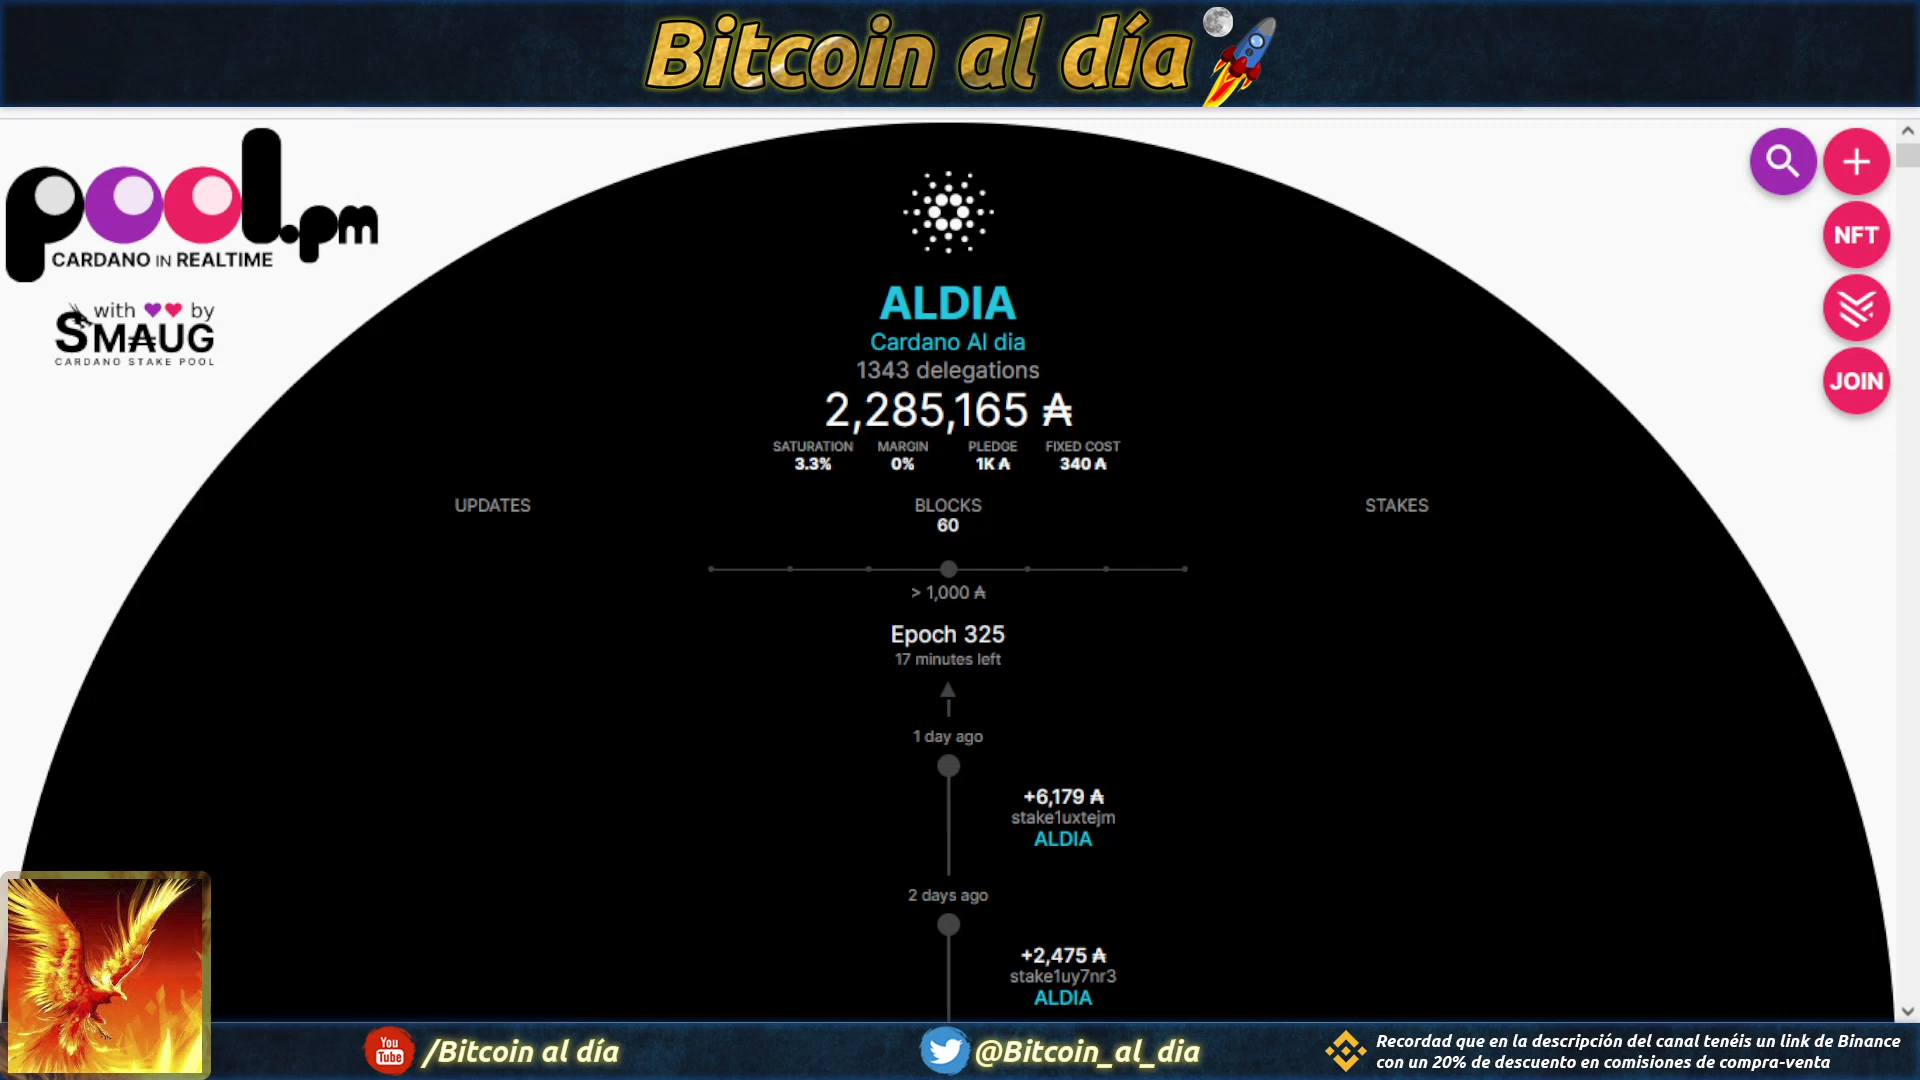 Bitcoin al día
pool.pm
CARDANO IN REALTIME
with by
SMAUG
CARDANO STAKE POOL
NFT
JOIN
ALDIA
Cardano Al dia
1343 delegations
2,285,165 ₳
SATURATION MARGIN PLEDGE FIXED COST
3.3% 0% 1K ₳ 340 ₳
UPDATES BLOCKS STAKES
60
> 1,000 ₳
Epoch 325
17 minutes left
1 day ago
+6,179 ₳
stake1uxtejm
ALDIA
2 days ago
+2,475 ₳
stake1uy7nr3
ALDIA
You Tube /Bitcoin al día
@Bitcoin_al_dia
Recordad que en la descripción del canal tenéis un link de Binance
con un 20% de descuento en comisiones de compra-venta